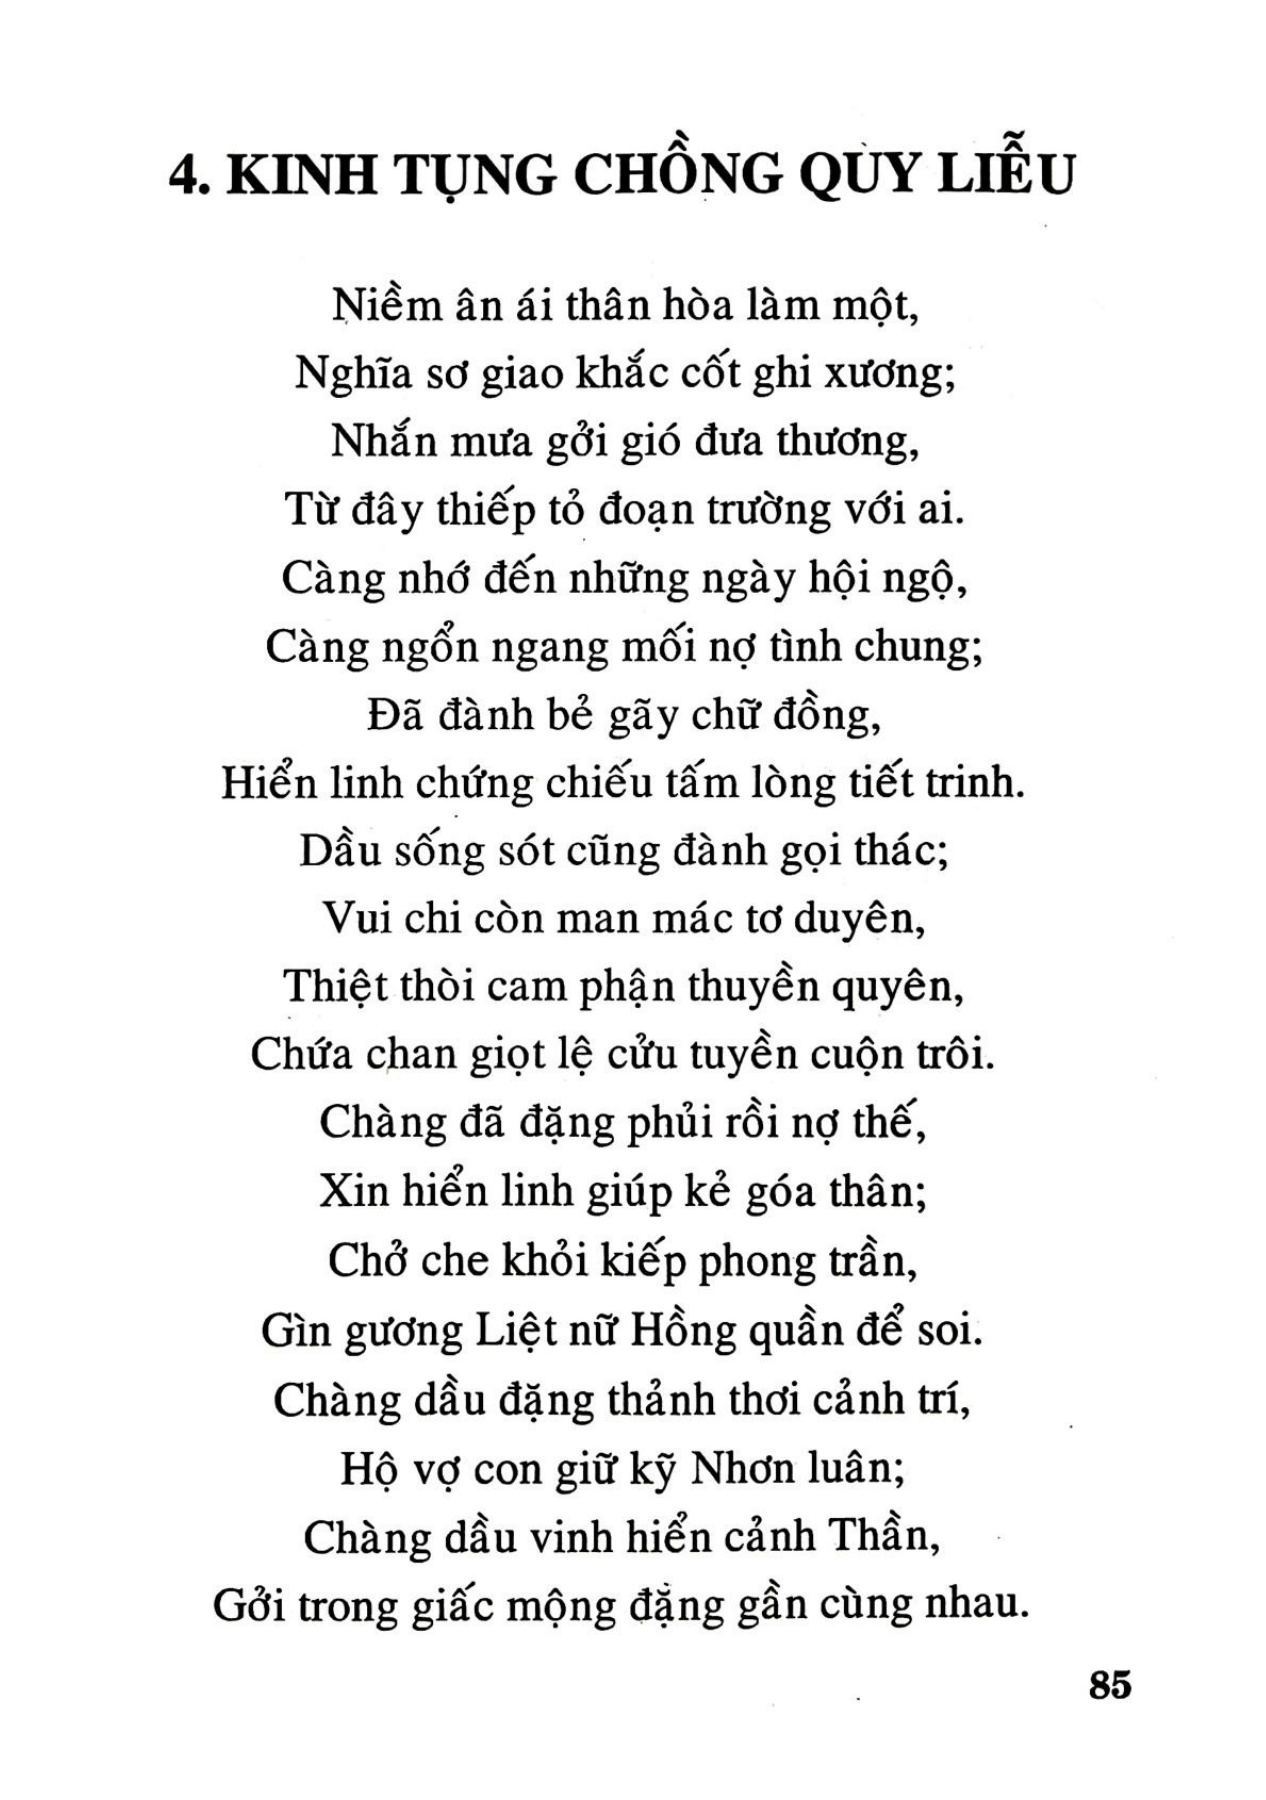 4. KINH TỤNG CHỒNG QÙY LIỄU
Niềm ân ái thân hòa làm một,
Nghĩa sơ giao khắc cốt ghi xương;
Nhắn mưa gởi gió đưa thương,
Từ đây thiếp tỏ đoạn trường với ai.
Càng nhớ đến những ngày hội ngộ,
Càng ngổn ngang mối nợ tình chung;
Đã đành bẻ gãy chữ đồng,
Hiển linh chứng chiếu tấm lòng tiết trinh.
Dầu sống sót cũng đành gọi thác;
Vui chi còn man mác tơ duyên,
Thiệt thòi cam phận thuyền quyên,
Chứa chan giọt lệ cửu tuyền cuộn trôi.
Chàng đã đặng phủi rồi nợ thế,
Xin hiển linh giúp kẻ góa thân;
Chở che khỏi kiếp phong trần,
Gìn gương Liệt nữ Hồng quần để soi.
Chàng dầu đặng thảnh thơi cảnh trí,
Hộ vợ con giữ kỹ Nhơn luân;
Chàng dầu vinh hiển cảnh Thần,
Gởi trong giấc mộng đặng gần cùng nhau.
85